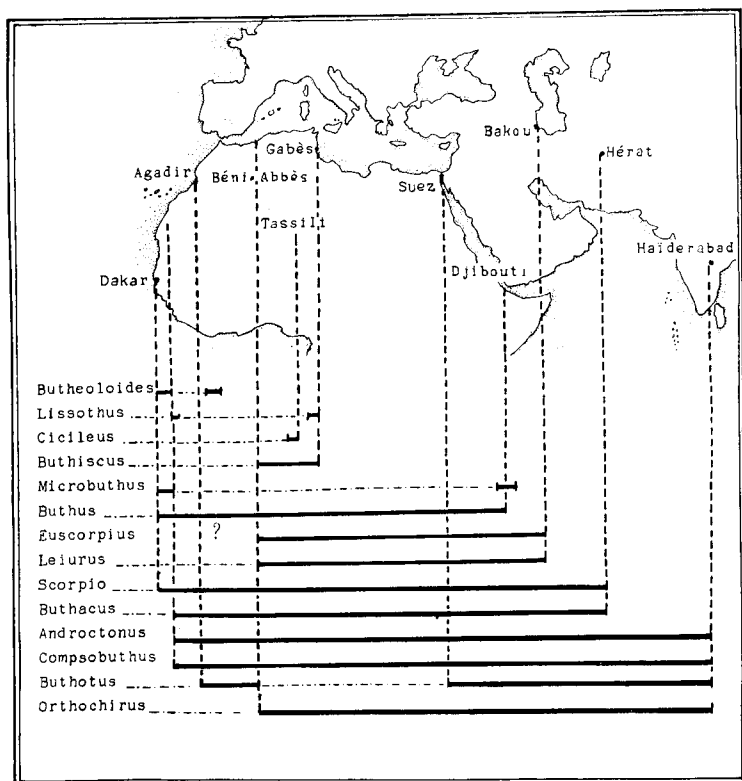 Bakou
Gabès
Hérat
Agadir
Béni.Abbès
Suez
Tassili
Haïderabad
Djibouti
Dakar
Butheoloides
Lissothus
Cicileus
Buthiscus
Microbuthus
Buthus
?
Euscorpius
Leiurus
Scorpio
Buthacus
Androctonus
Compsobuthus
Buthotus
Orthochirus